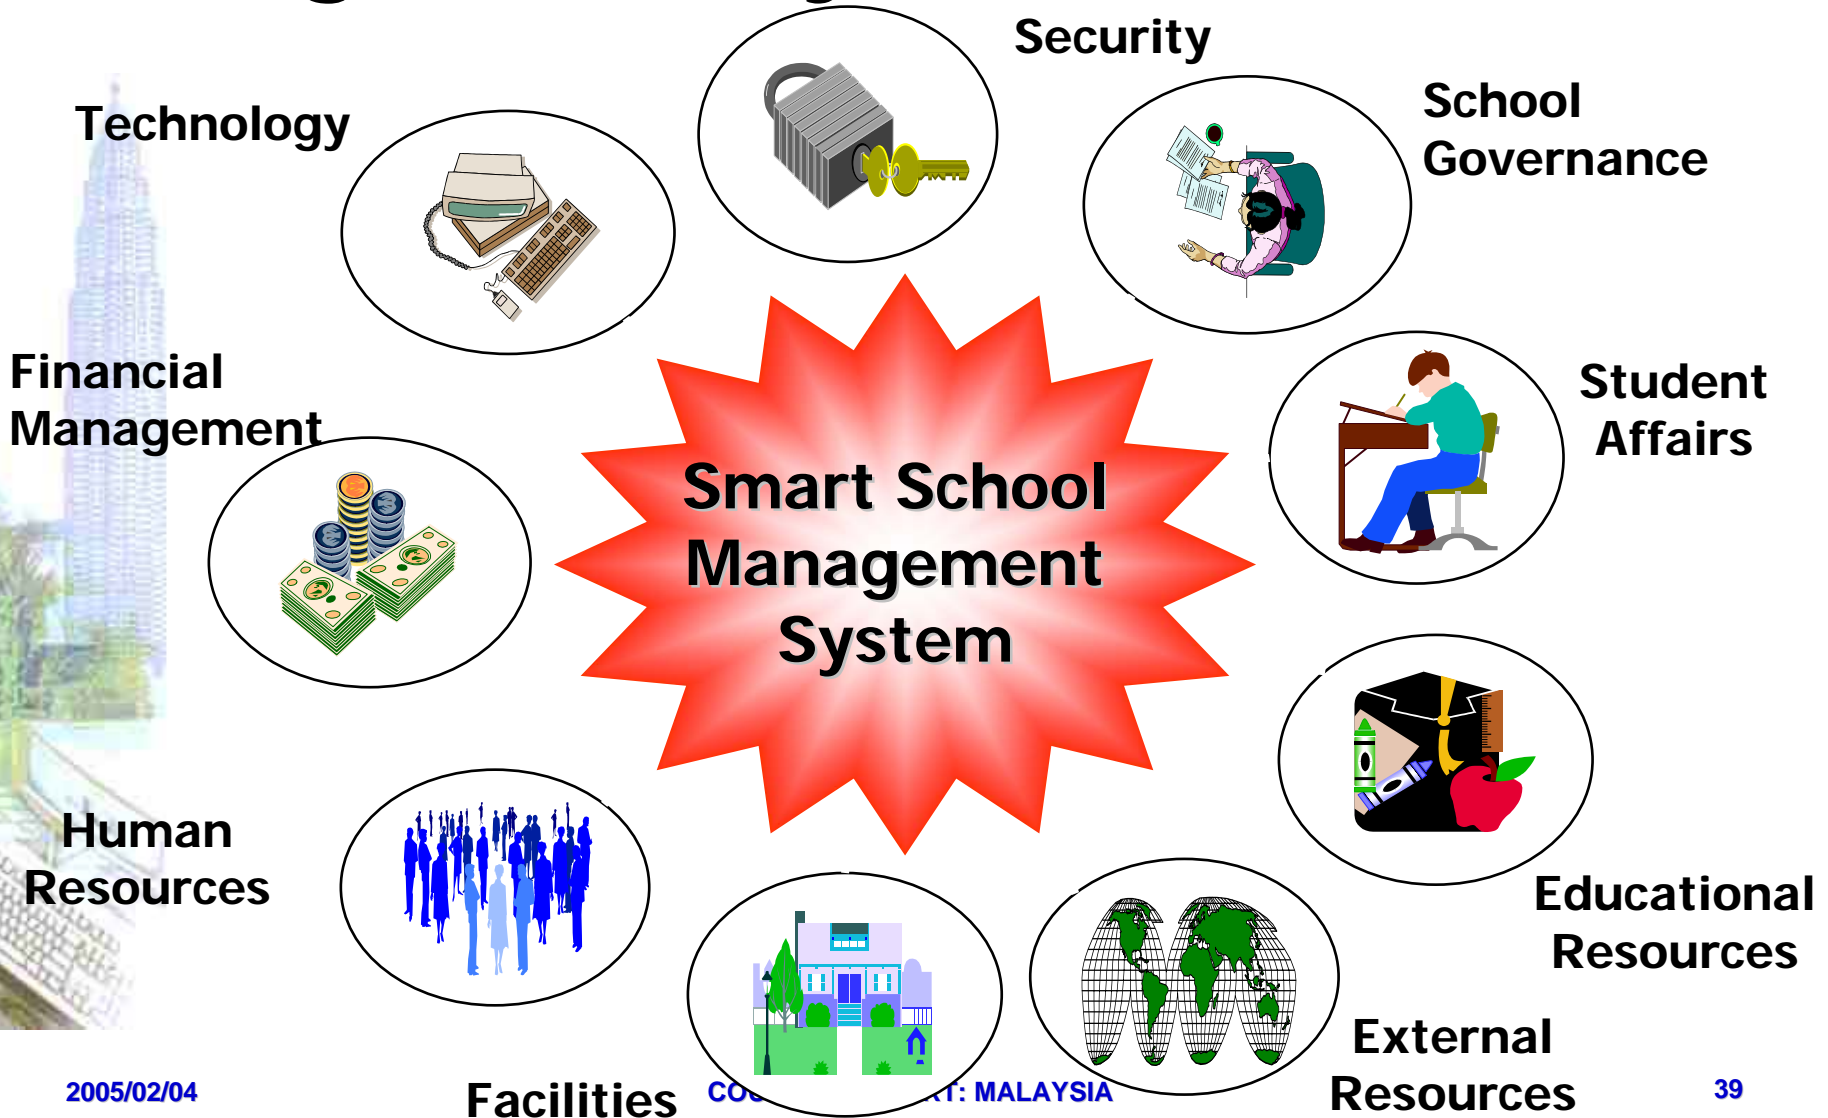 Security
School
Governance
Technology
Student
Affairs
Financial
Management
Smart School
Management
System
Human
Resources
Educational
Resources
External
Resources
Facilities
2005/02/04
MALAYSIA
39